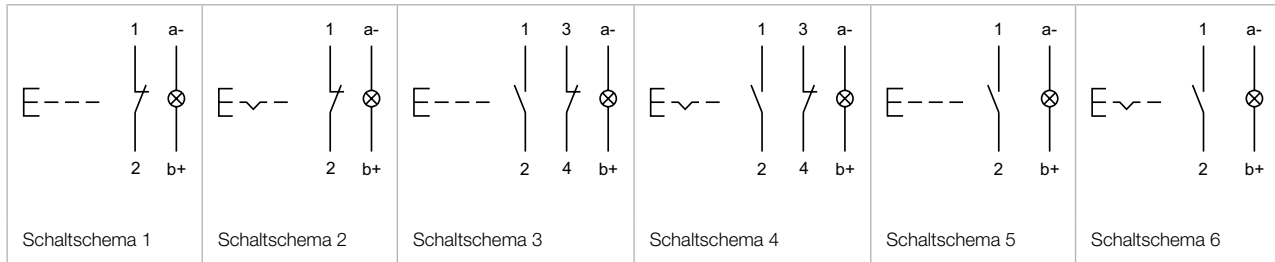 1 a-
2 b+
Schaltschema 1
1 a-
2 b+
Schaltschema 2
1 3 a-
2 4 b+
Schaltschema 3
1 3 a-
2 4 b+
Schaltschema 4
1 a-
2 b+
Schaltschema 5
1 a-
2 b+
Schaltschema 6